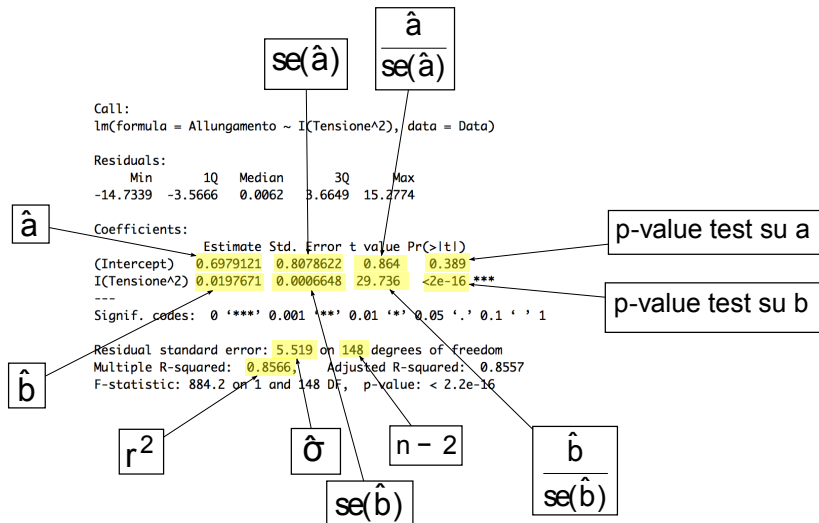 â
se(â)
se(â)
Call:
lm(formula = Allungamento ~ I(Tensione^2), data = Data)
Residuals:
Min 1Q Median 3Q Max
-14.7339 -3.5666 0.0062 3.6649 15.2774
â
Coefficients:
Estimate Std. Error t value Pr(>|t|)
(Intercept) 0.6979121 0.8078622 0.864 0.389
I(Tensione^2) 0.0197671 0.0006648 29.736 <2e-16 ***
---
Signif. codes: 0 ‘***’ 0.001 ‘**’ 0.01 ‘*’ 0.05 ‘.’ 0.1 ‘ ’ 1
p-value test su a
p-value test su b
Residual standard error: 5.519 on 148 degrees of freedom
Multiple R-squared: 0.8566, Adjusted R-squared: 0.8557
F-statistic: 884.2 on 1 and 148 DF, p-value: < 2.2e-16
b̂
r²
σ̂
n − 2
se(b̂)
b̂
se(b̂)